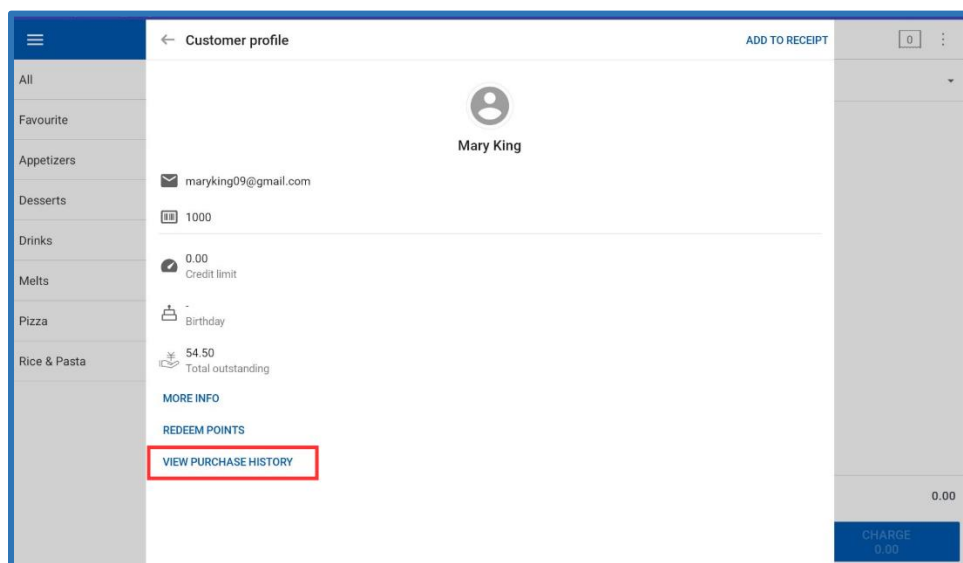 Customer profile
ADD TO RECEIPT
0
All
Favourite
Appetizers
Desserts
Drinks
Melts
Pizza
Rice & Pasta
Mary King
maryking09@gmail.com
1000
0.00
Credit limit
-
Birthday
54.50
Total outstanding
MORE INFO
REDEEM POINTS
VIEW PURCHASE HISTORY
0.00
CHARGE
0.00